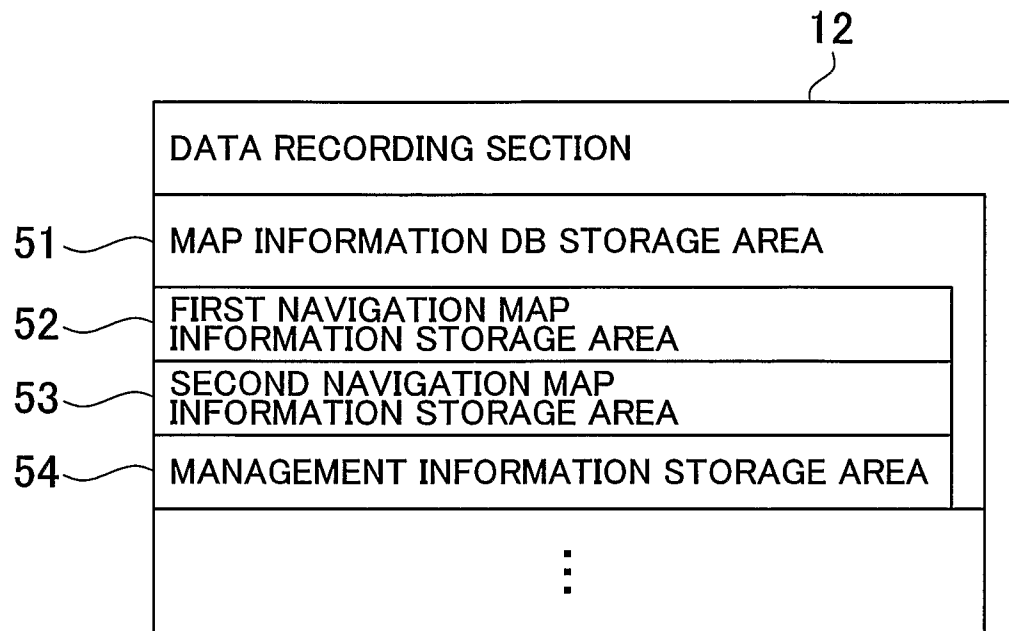 12
DATA RECORDING SECTION
51
MAP INFORMATION DB STORAGE AREA
52
FIRST NAVIGATION MAP
INFORMATION STORAGE AREA
53
SECOND NAVIGATION MAP
INFORMATION STORAGE AREA
54
MANAGEMENT INFORMATION STORAGE AREA
⋮